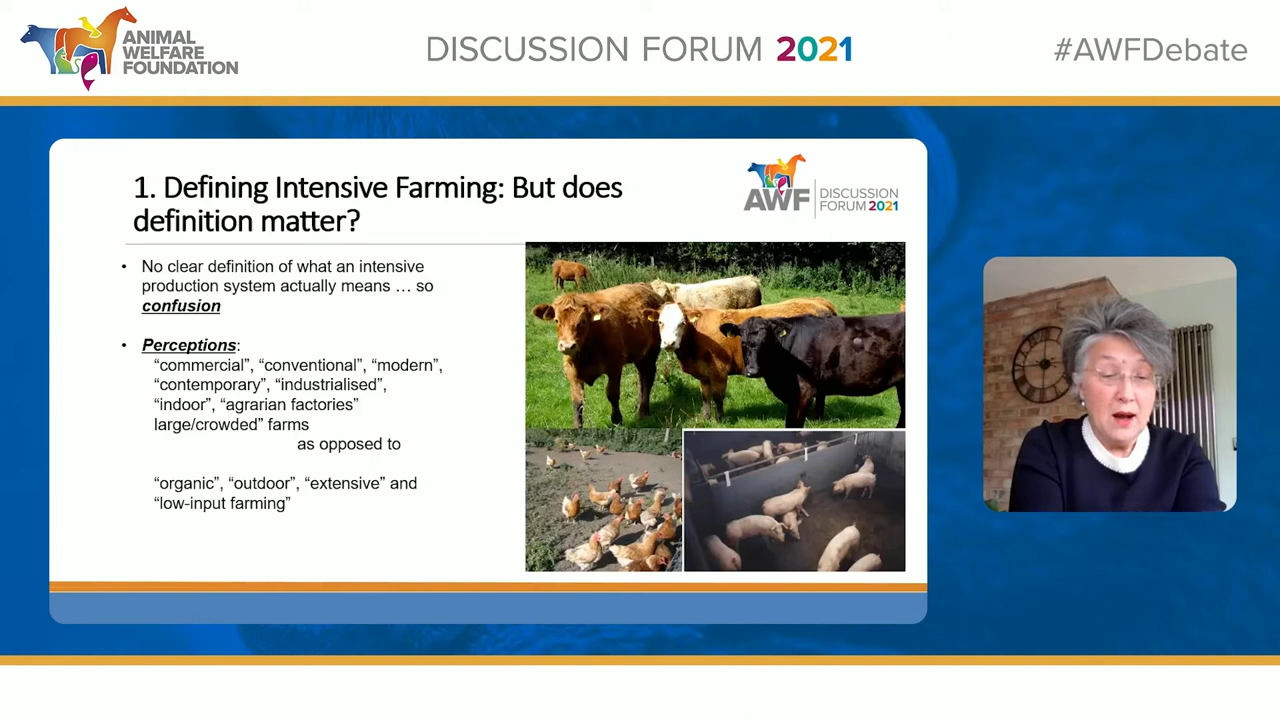 ANIMAL
WELFARE
FOUNDATION
DISCUSSION FORUM 2021
#AWFDebate
1. Defining Intensive Farming: But does
definition matter?
AWF
DISCUSSION
FORUM 2021
• No clear definition of what an intensive
production system actually means … so
confusion
• Perceptions:
“commercial”, “conventional”, “modern”,
“contemporary”, “industrialised”,
“indoor”, “agrarian factories”
large/crowded” farms
as opposed to
“organic”, “outdoor”, “extensive” and
“low-input farming”